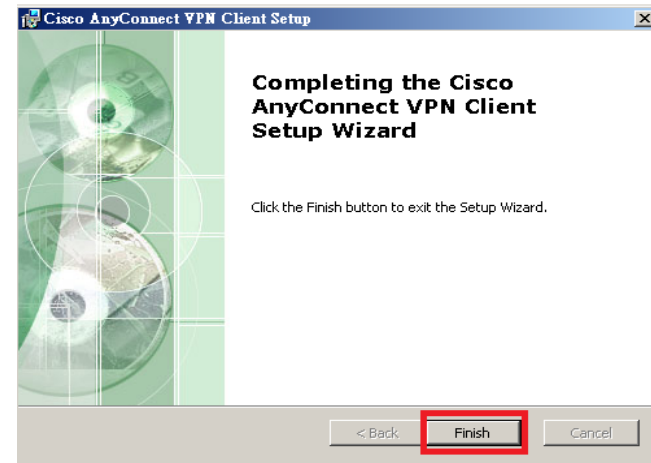 Cisco AnyConnect VPN Client Setup
Completing the Cisco
AnyConnect VPN Client
Setup Wizard
Click the Finish button to exit the Setup Wizard.
< Back
Finish
Cancel